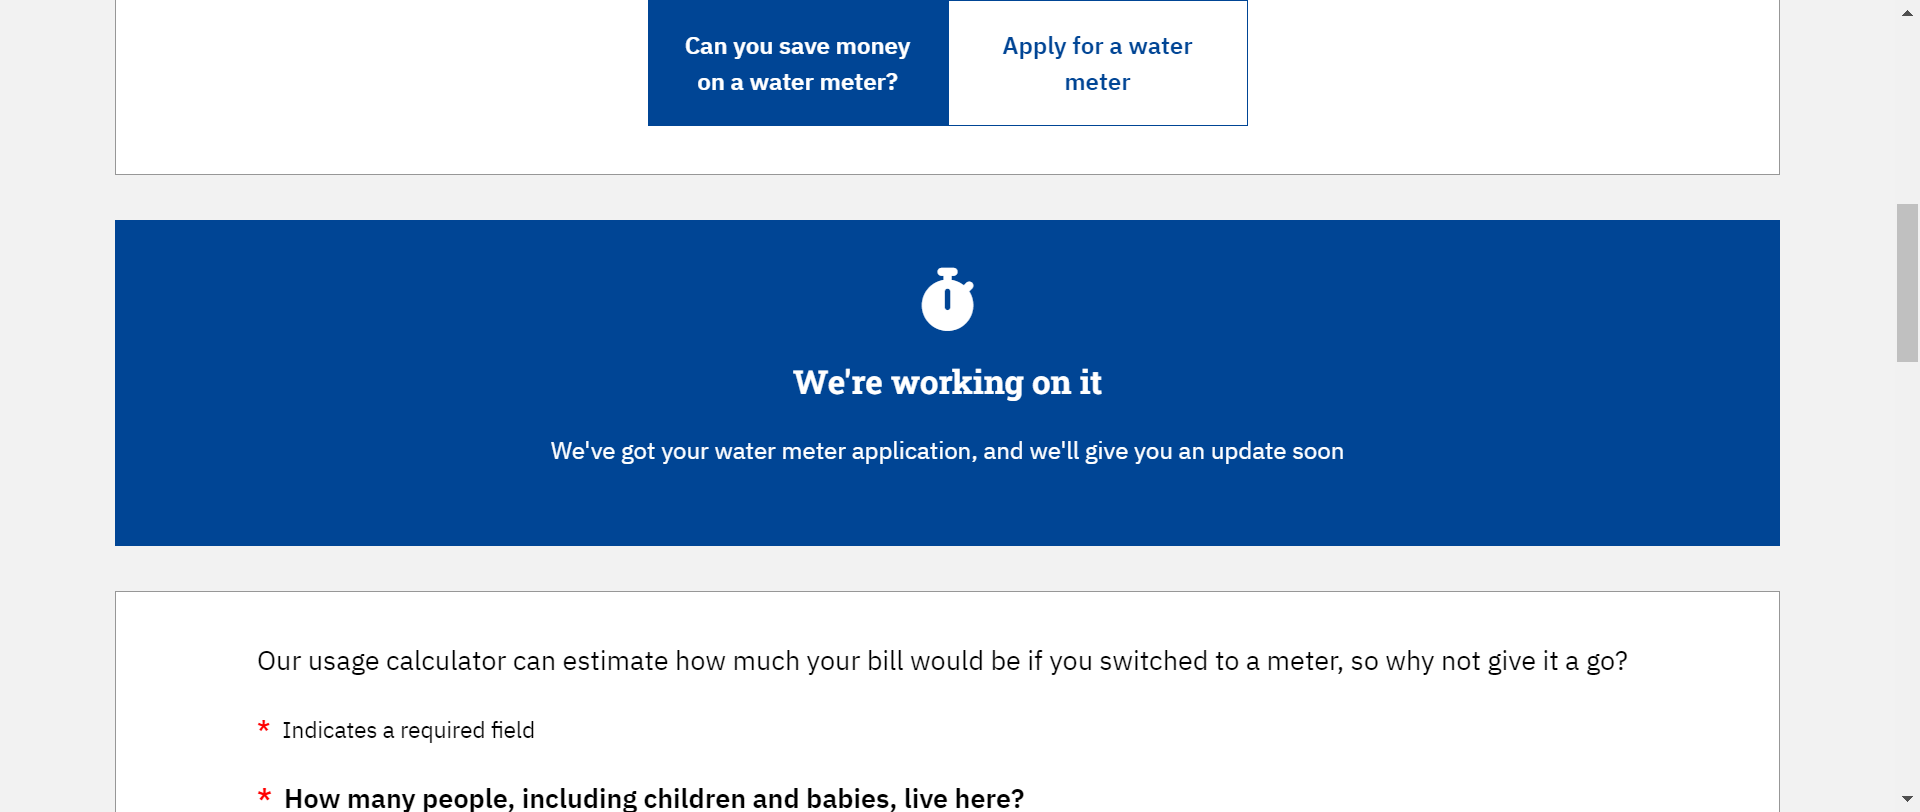 Can you save money
on a water meter?
Apply for a water
meter
We're working on it
We've got your water meter application, and we'll give you an update soon
Our usage calculator can estimate how much your bill would be if you switched to a meter, so why not give it a go?
* Indicates a required field
* How many people, including children and babies, live here?